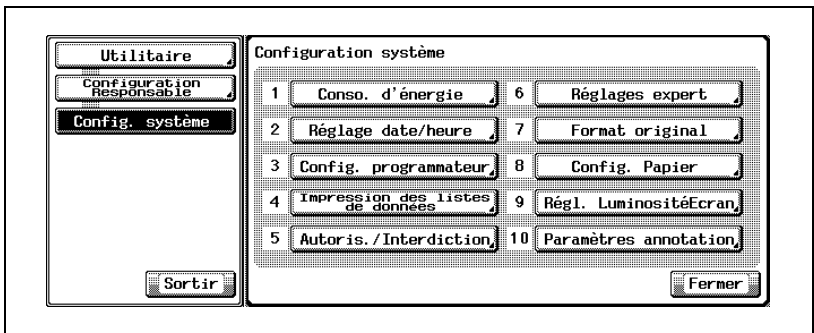 Utilitaire
Configuration
Responsable
Config. système
Sortir
Configuration système
1 Conso. d'énergie
2 Réglage date/heure
3 Config. programmateur
4 Impression des listes
de données
5 Autoris./Interdiction
6 Réglages expert
7 Format original
8 Config. Papier
9 Régl. LuminositéEcran
10 Paramètres annotation
Fermer